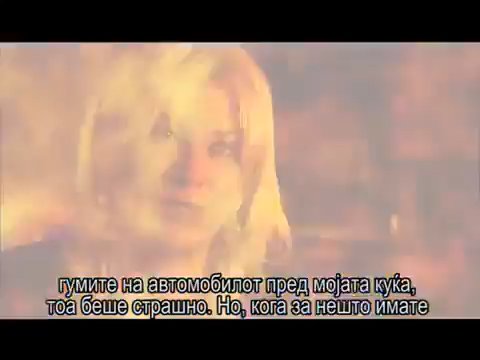 гумите на автомобилот пред мојата куќа,
тоа беше страшно. Но, кога за нешто имате